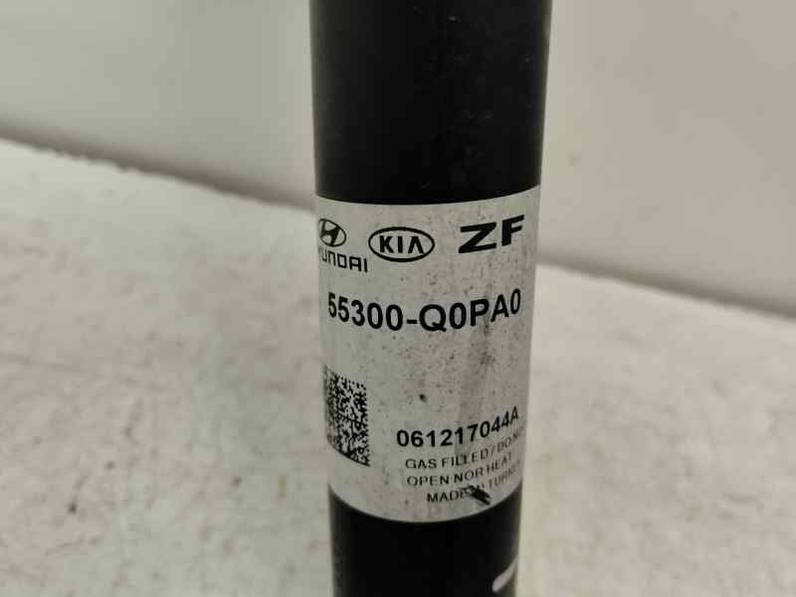 HYUNDAI KIA ZF
55300-Q0PA0
061217044A
GAS FILLED / DO NOT
OPEN NOR HEAT
MADE IN TURKEY